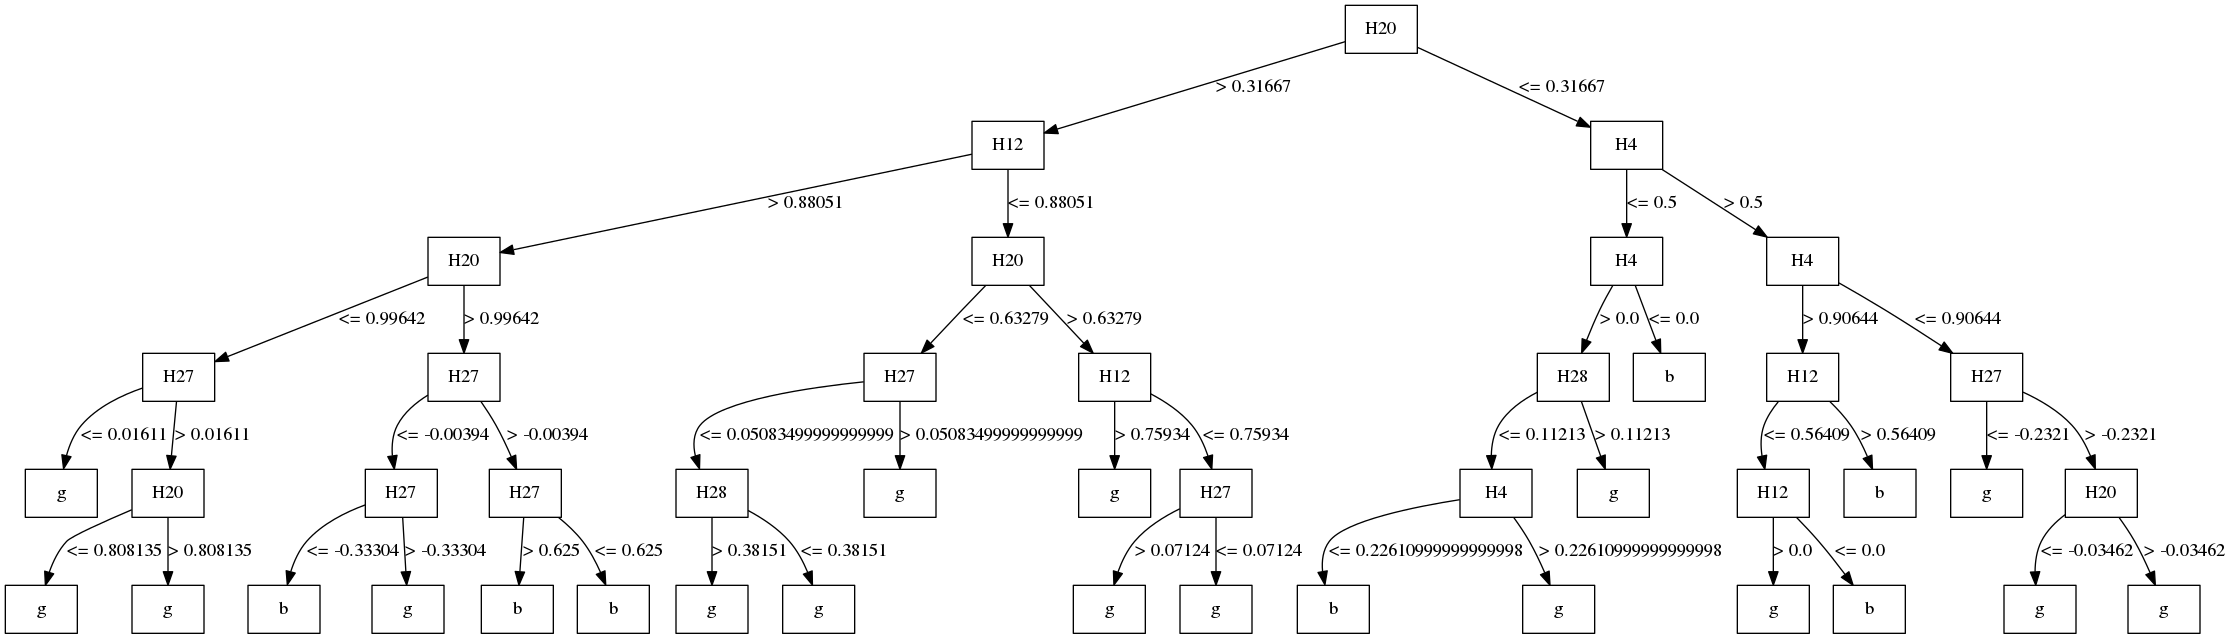 H20
> 0.31667
<= 0.31667
H12
H4
> 0.88051
<= 0.88051
<= 0.5
> 0.5
H20
H20
H4
H4
<= 0.99642
> 0.99642
<= 0.63279
> 0.63279
> 0.0
<= 0.0
> 0.90644
<= 0.90644
H27
H27
H27
H12
H28
b
H12
H27
<= 0.01611
> 0.01611
<= -0.00394
> -0.00394
<= 0.05083499999999999
> 0.05083499999999999
> 0.75934
<= 0.75934
<= 0.11213
> 0.11213
<= 0.56409
> 0.56409
<= -0.2321
> -0.2321
g
H20
H27
H27
H28
g
g
H27
H4
g
H12
b
g
H20
<= 0.808135
> 0.808135
<= -0.33304
> -0.33304
> 0.625
<= 0.625
> 0.38151
<= 0.38151
> 0.07124
<= 0.07124
<= 0.22610999999999998
> 0.22610999999999998
> 0.0
<= 0.0
<= -0.03462
> -0.03462
g
g
b
g
b
b
g
g
g
g
b
g
g
b
g
g